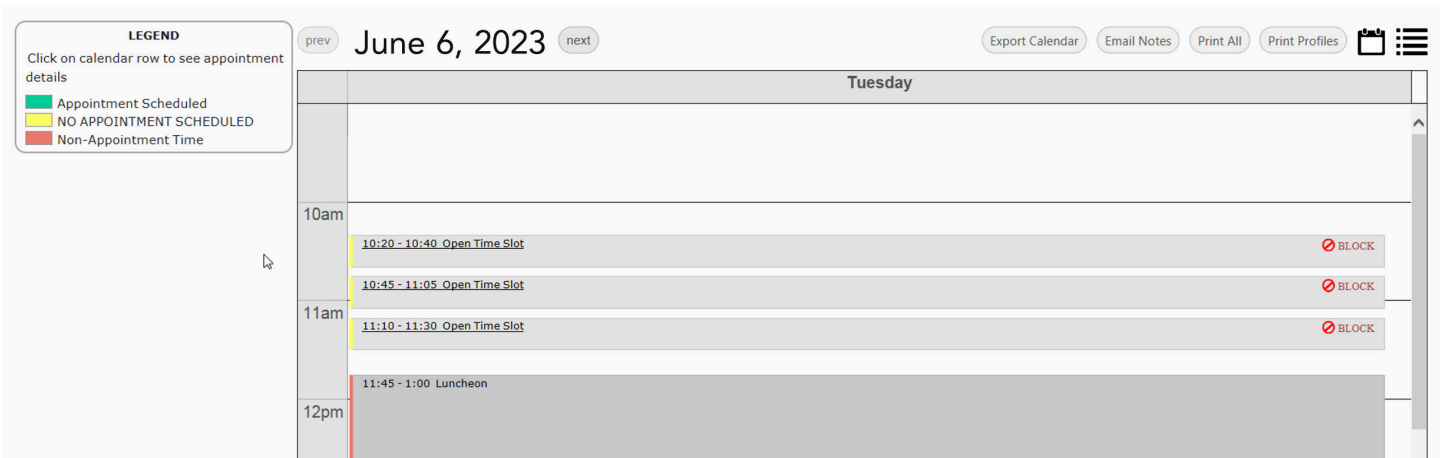 LEGEND
Click on calendar row to see appointment
details
Appointment Scheduled
NO APPOINTMENT SCHEDULED
Non-Appointment Time
prev
June 6, 2023
next
Export Calendar
Email Notes
Print All
Print Profiles
Tuesday
10am
10:20 - 10:40 Open Time Slot
BLOCK
10:45 - 11:05 Open Time Slot
BLOCK
11am
11:10 - 11:30 Open Time Slot
BLOCK
11:45 - 1:00 Luncheon
12pm